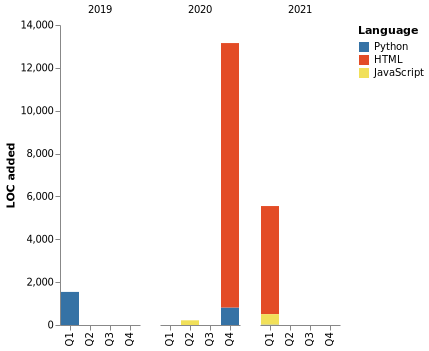 2019 2020 2021
Language
Python
HTML
JavaScript
LOC added
14,000
12,000
10,000
8,000
6,000
4,000
2,000
0
Q1 Q2 Q3 Q4 Q1 Q2 Q3 Q4 Q1 Q2 Q3 Q4